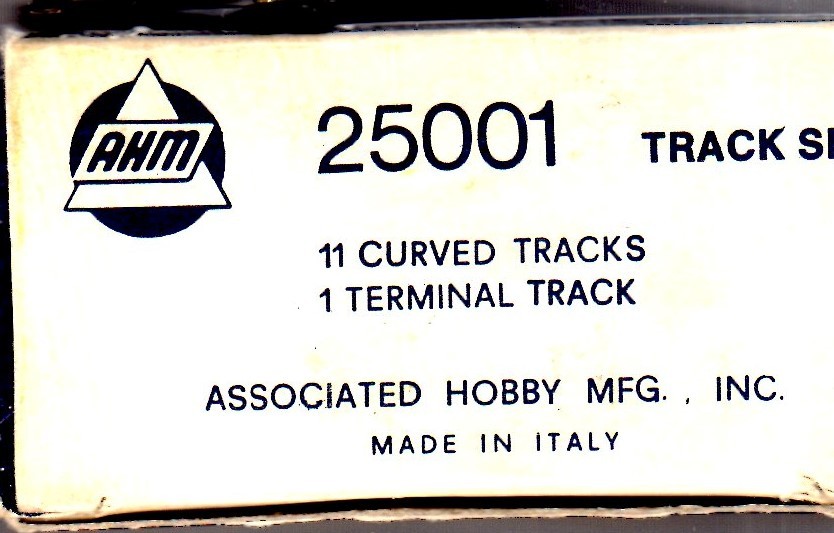 AHM
25001 TRACK
11 CURVED TRACKS
1 TERMINAL TRACK
ASSOCIATED HOBBY MFG. , INC.
MADE IN ITALY